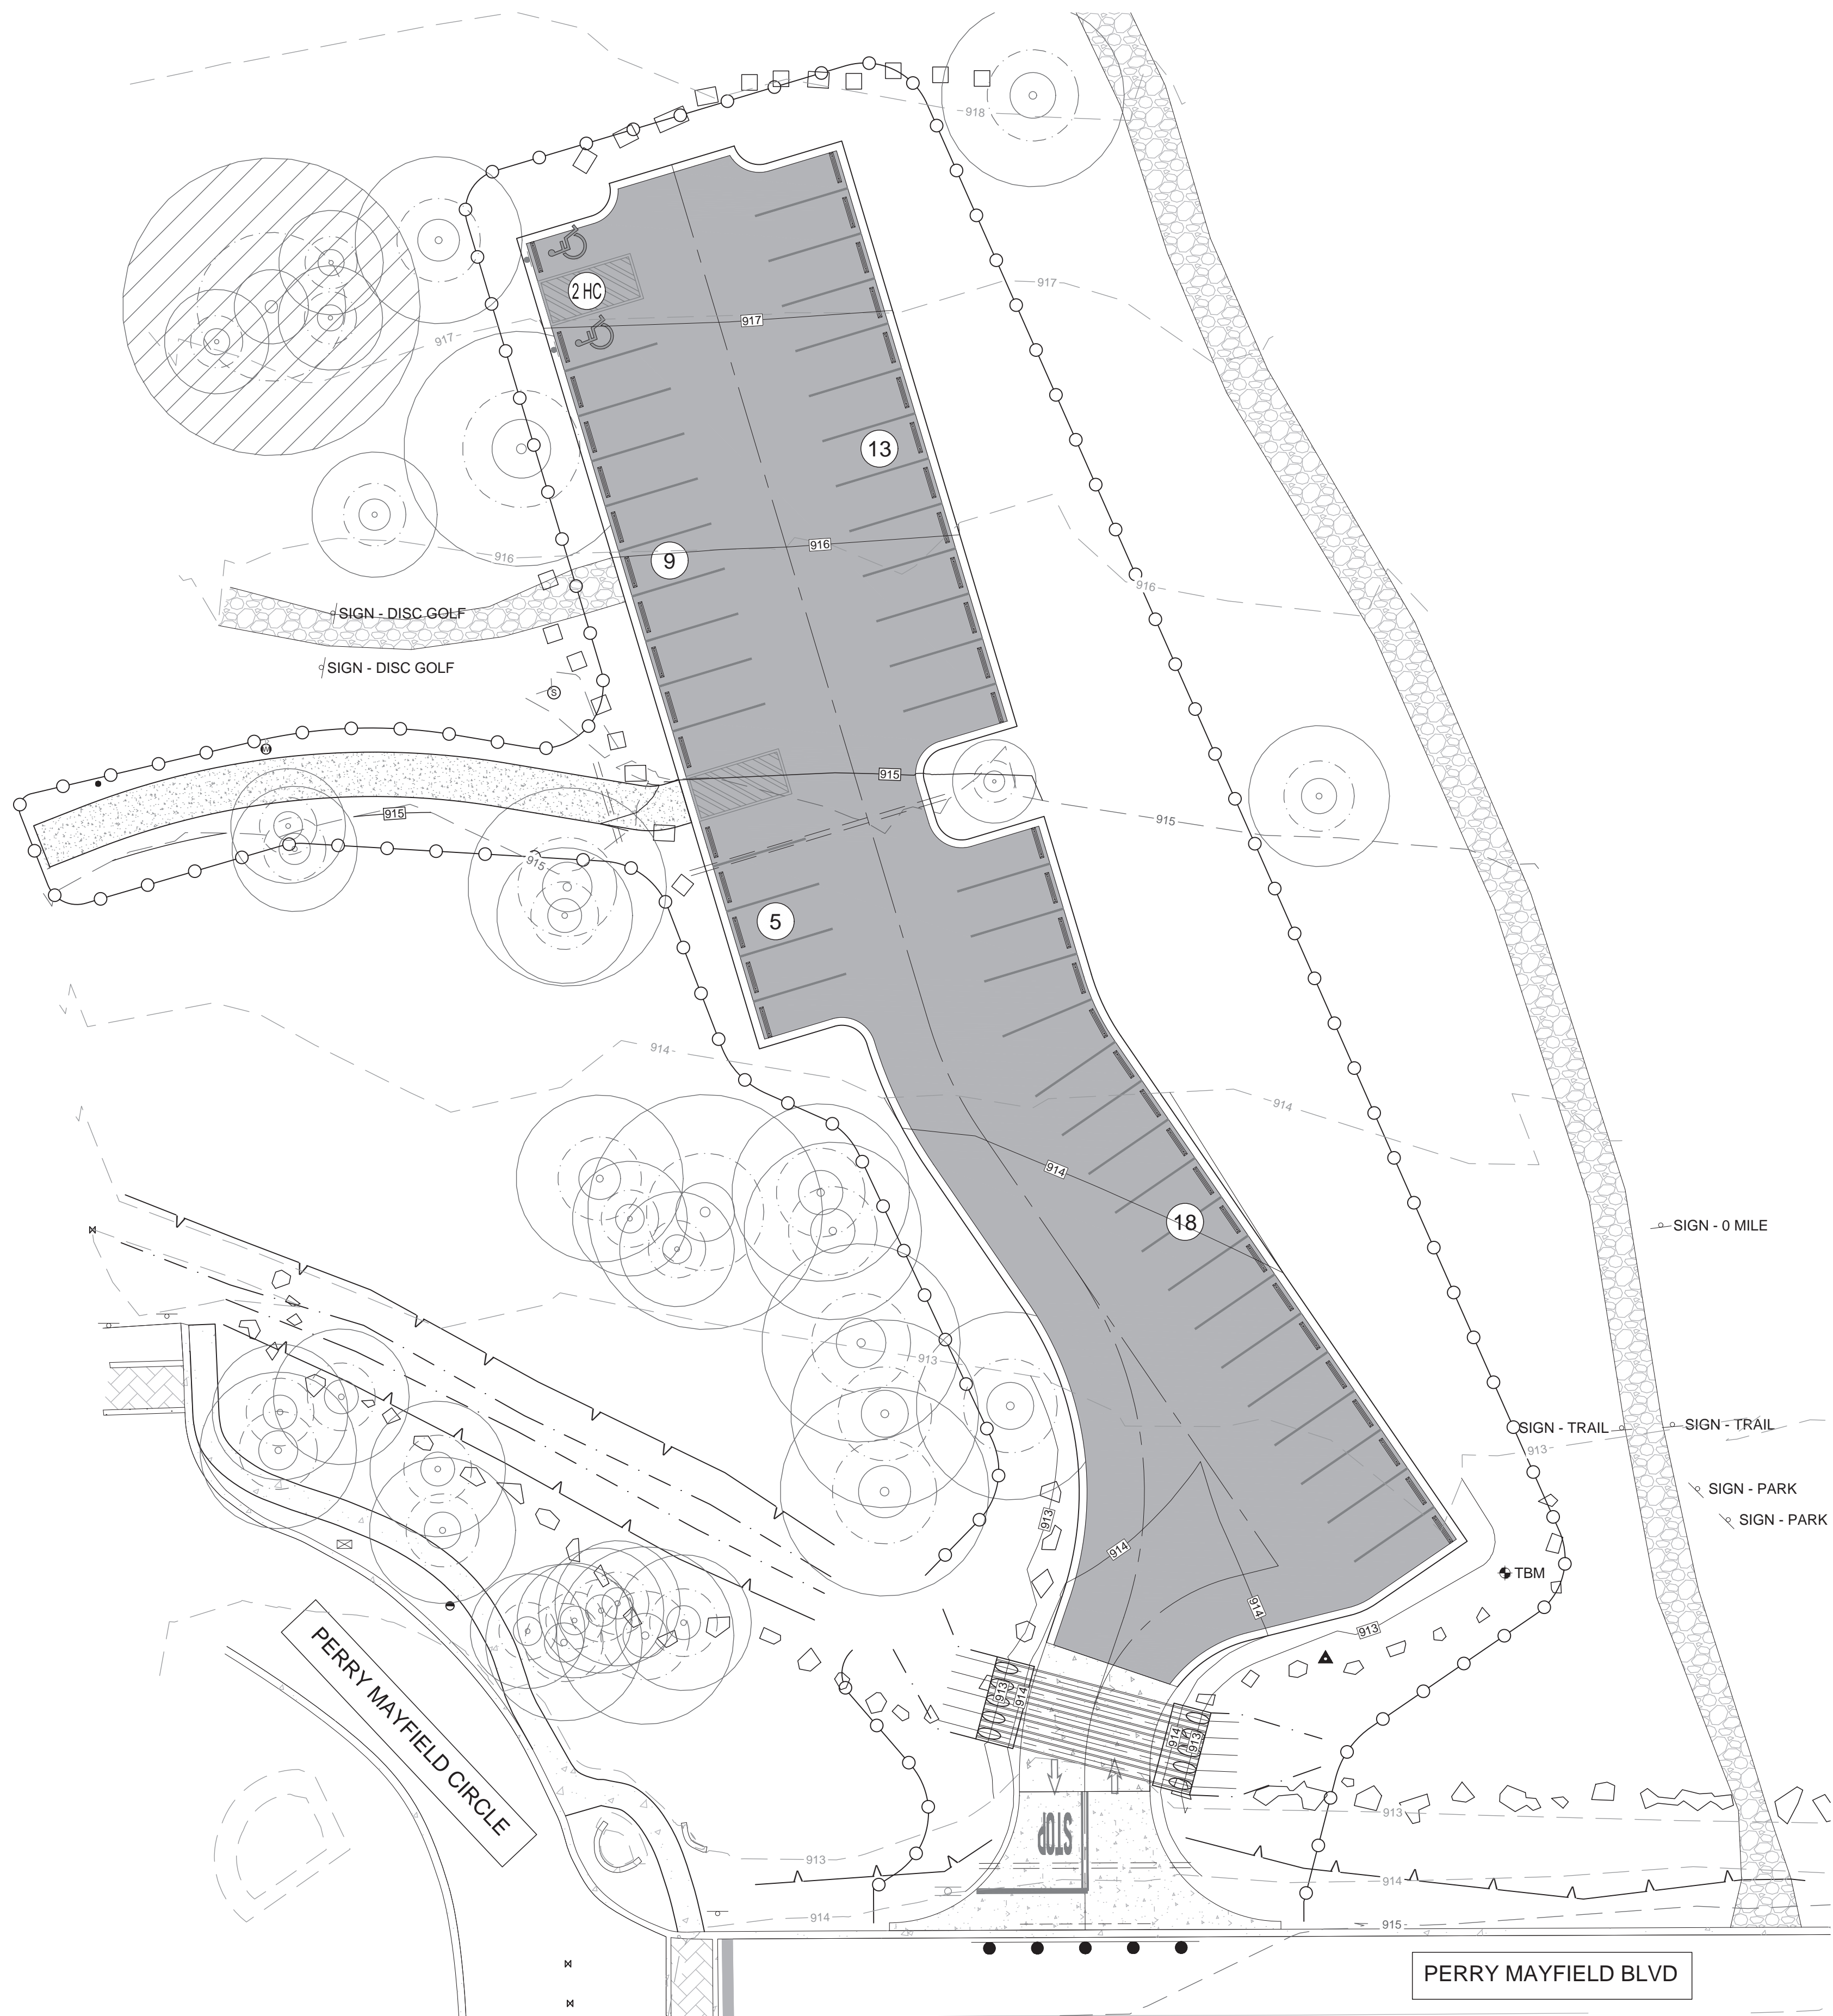 918
917
2 HC
917
917
13
916
916
9
916
SIGN - DISC GOLF
SIGN - DISC GOLF
S
W
915
915
915
915
5
914
914
914
18
SIGN - 0 MILE
913
SIGN - TRAIL
SIGN - TRAIL
913
SIGN - PARK
SIGN - PARK
913
914
TBM
914
913
PERRY MAYFIELD CIRCLE
913
914
914
913
STOP
913
913
914
914
915
PERRY MAYFIELD BLVD